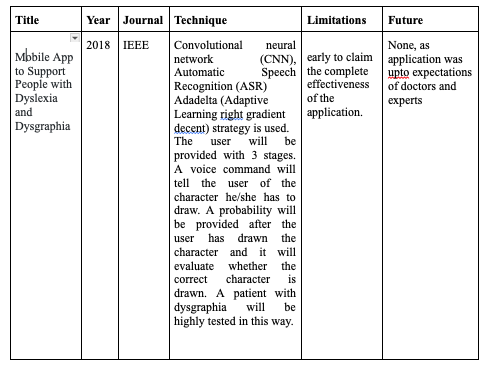 Title
Year
Journal
Technique
Limitations
Future
Mobile App
to Support
People with
Dyslexia
and
Dysgraphia
2018
IEEE
Convolutional neural
network (CNN),
Automatic Speech
Recognition (ASR)
Adadelta (Adaptive
Learning right gradient
decent) strategy is used.
The user will be
provided with 3 stages.
A voice command will
tell the user of the
character he/she has to
draw. A probability will
be provided after the
user has drawn the
character and it will
evaluate whether the
correct character is
drawn. A patient with
dysgraphia will be
highly tested in this way.
early to claim
the complete
effectiveness
of the
application.
None, as
application was
upto expectations
of doctors and
experts